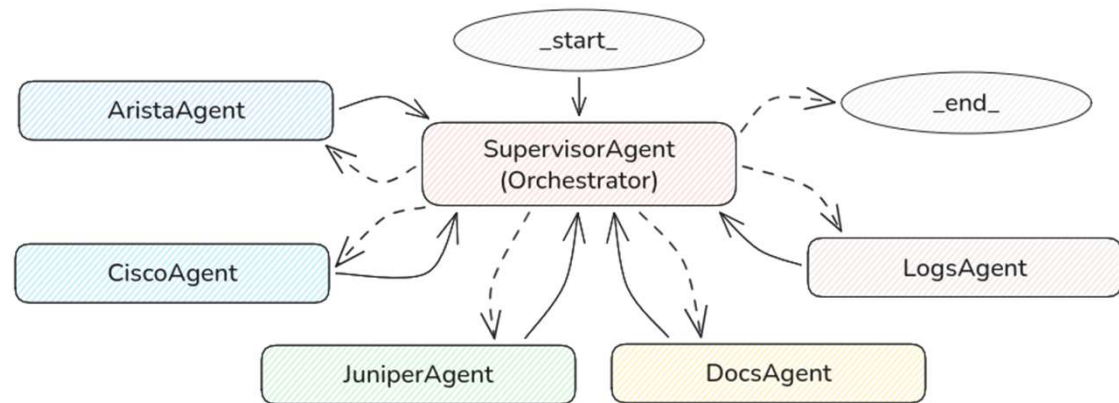 _start_
AristaAgent
_end_
SupervisorAgent
(Orchestrator)
CiscoAgent
LogsAgent
JuniperAgent
DocsAgent